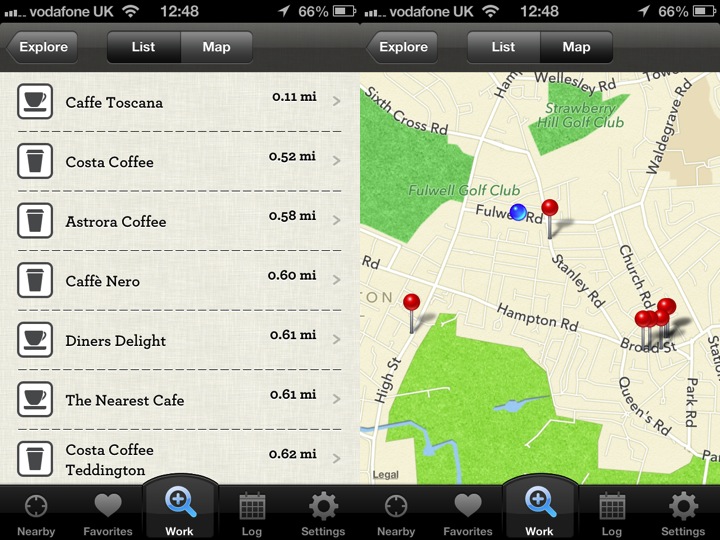 vodafone UK 12:48 66%
Explore List Map
Caffe Toscana 0.11 mi
Costa Coffee 0.52 mi
Astrora Coffee 0.58 mi
Caffè Nero 0.60 mi
Diners Delight 0.61 mi
The Nearest Cafe 0.61 mi
Costa Coffee
Teddington 0.62 mi
Nearby Favorites Work Log Settings
vodafone UK 12:48 66%
Explore List Map
Wellesley Rd
Sixth Cross Rd
Strawberry
Hill Golf Club
Waldegrave Rd
Fulwell Golf Club
Fulwell Rd
Church Rd
Stanley Rd
Rd
Hampton Rd
Broad St
High St
Queen's Rd
Park Rd
Legal
Nearby Favorites Work Log Settings